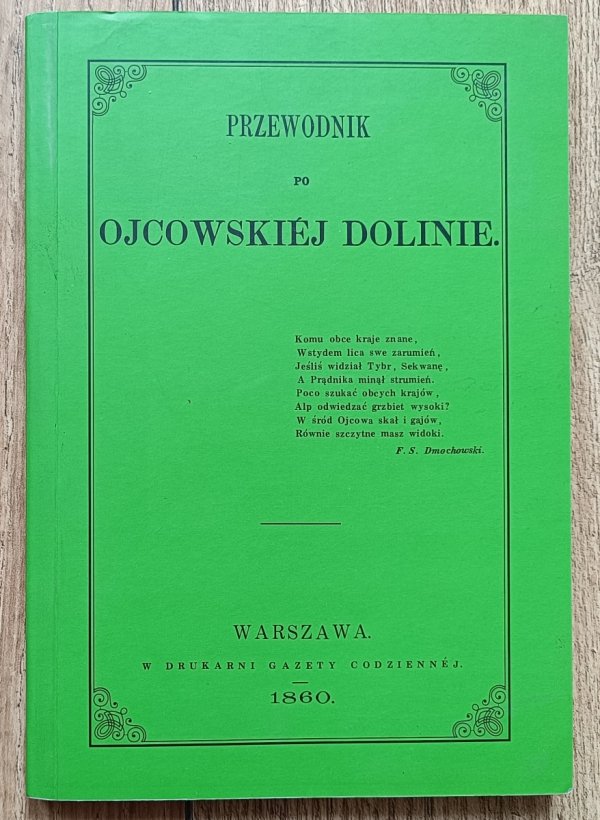 PRZEWODNIK
PO
OJCOWSKIÉJ DOLINIE.
Komu obce kraje znane,
Wstydem lica swe zarumień,
Jeśliś widział Tybr, Sekwanę,
A Prądnika minął strumień.
Poco szukać obcych krajów,
Alp odwiedzać grzbiet wysoki?
W śród Ojcowa skał i gajów,
Równie szczytne masz widoki.
F. S. Dmochowski.
WARSZAWA.
W DRUKARNI GAZETY CODZIENNÉJ.
1860.